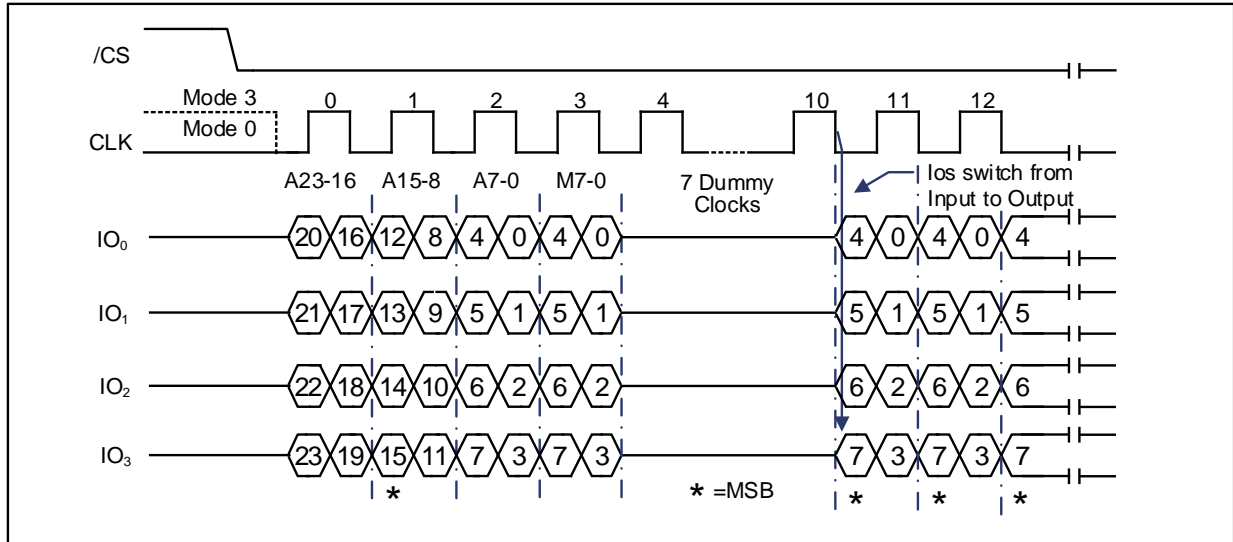 /CS
Mode 3
Mode 0
CLK
0 1 2 3 4 10 11 12
A23-16 A15-8 A7-0 M7-0
7 Dummy
Clocks
Ios switch from
Input to Output
IO₀ 20 16 12 8 4 0 4 0 4 0 4 0 4
IO₁ 21 17 13 9 5 1 5 1 5 1 5 1 5
IO₂ 22 18 14 10 6 2 6 2 6 2 6 2 6
IO₃ 23 19 15 11 7 3 7 3 7 3 7 3 7
* * =MSB * * *